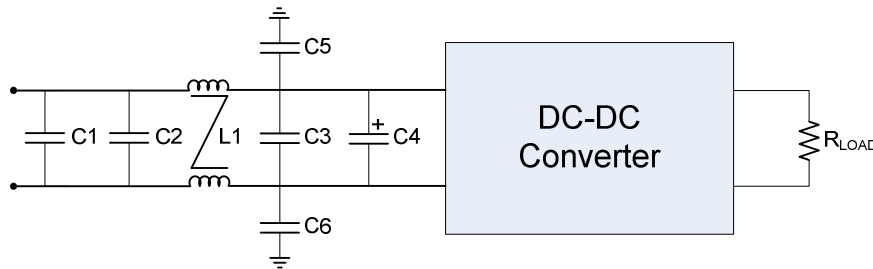 C5
C1
C2
L1
C3
+
C4
DC-DC
Converter
RLOAD
C6